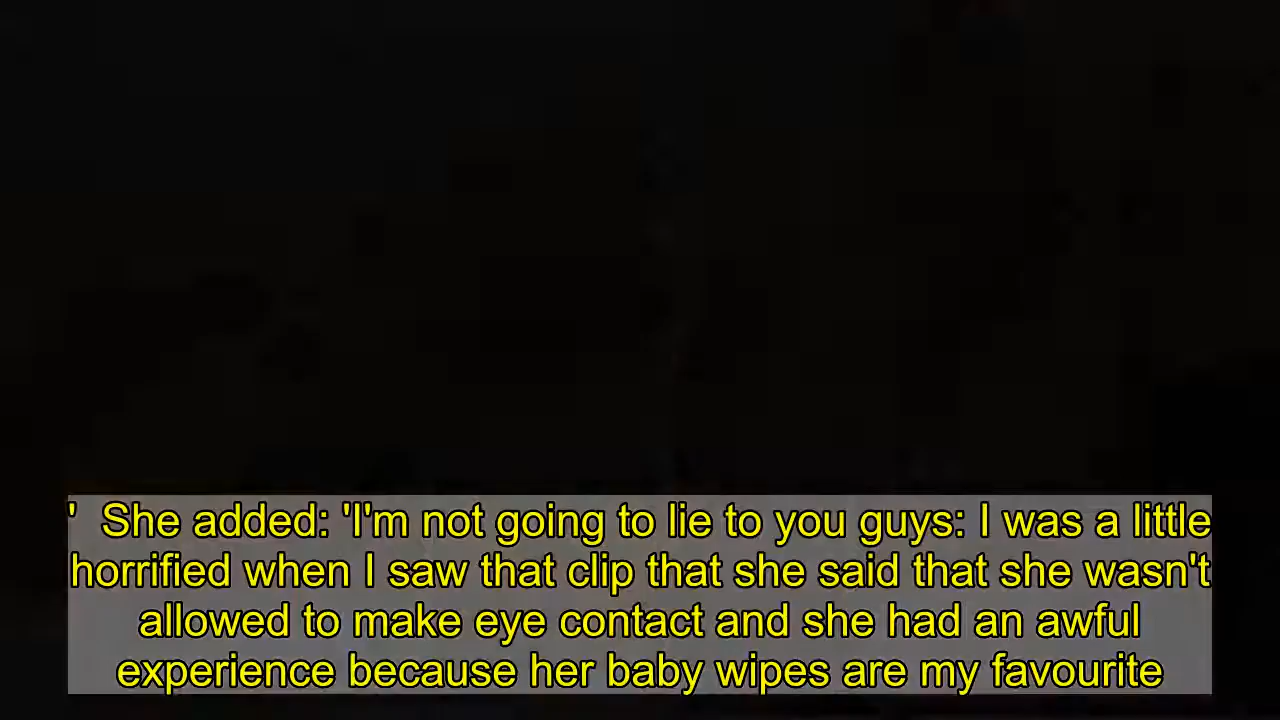 ' She added: 'I'm not going to lie to you guys: I was a little
horrified when I saw that clip that she said that she wasn't
allowed to make eye contact and she had an awful
experience because her baby wipes are my favourite